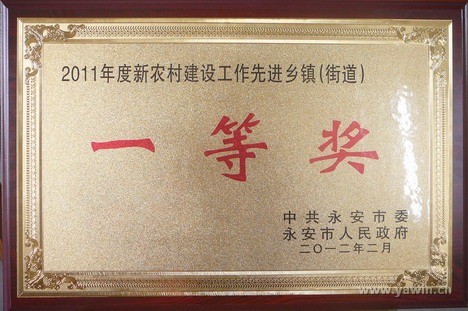 2011年度新农村建设工作先进乡镇(街道)
一等奖
中共永安市委
永安市人民政府
二〇一二年二月
www.yawin.cn